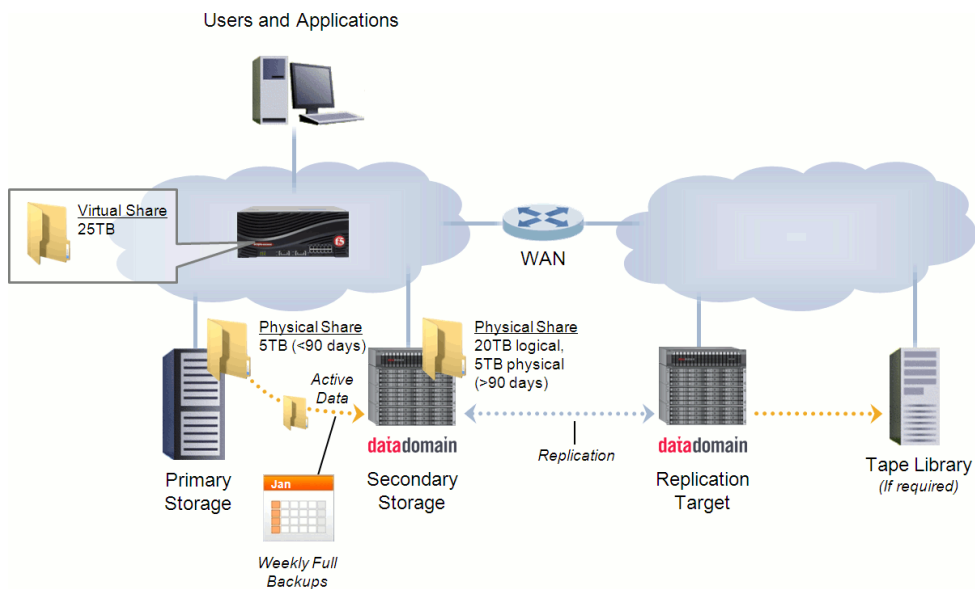 Users and Applications
Virtual Share
25TB
f5
WAN
Physical Share
5TB (<90 days)
Physical Share
20TB logical,
5TB physical
(>90 days)
Active
Data
datadomain
datadomain
Replication
Primary
Storage
Secondary
Storage
Replication
Target
Tape Library
(If required)
Jan
Weekly Full
Backups